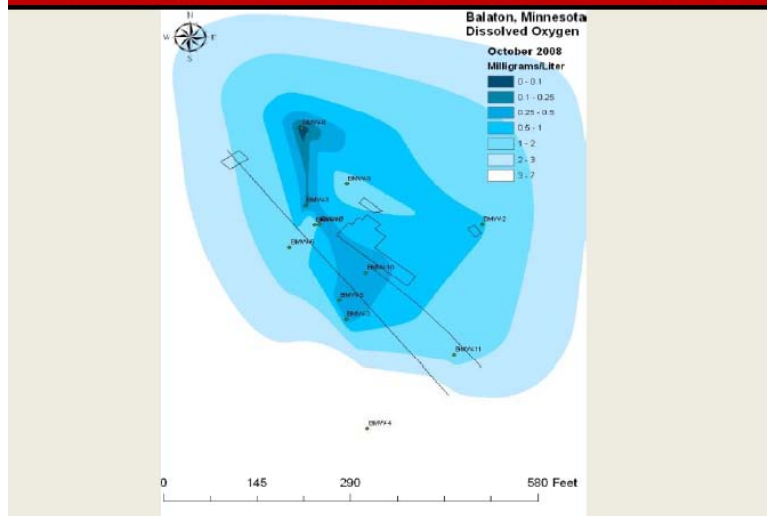 Balaton, Minnesota
Dissolved Oxygen
October 2008
Milligrams/Liter
0 - 0.1
0.1 - 0.25
0.25 - 0.5
0.5 - 1
1 - 2
2 - 3
3 - 7
N
W
E
S
BMW-2
BMW-10
BMW-11
BMW-4
0 145 290 580 Feet